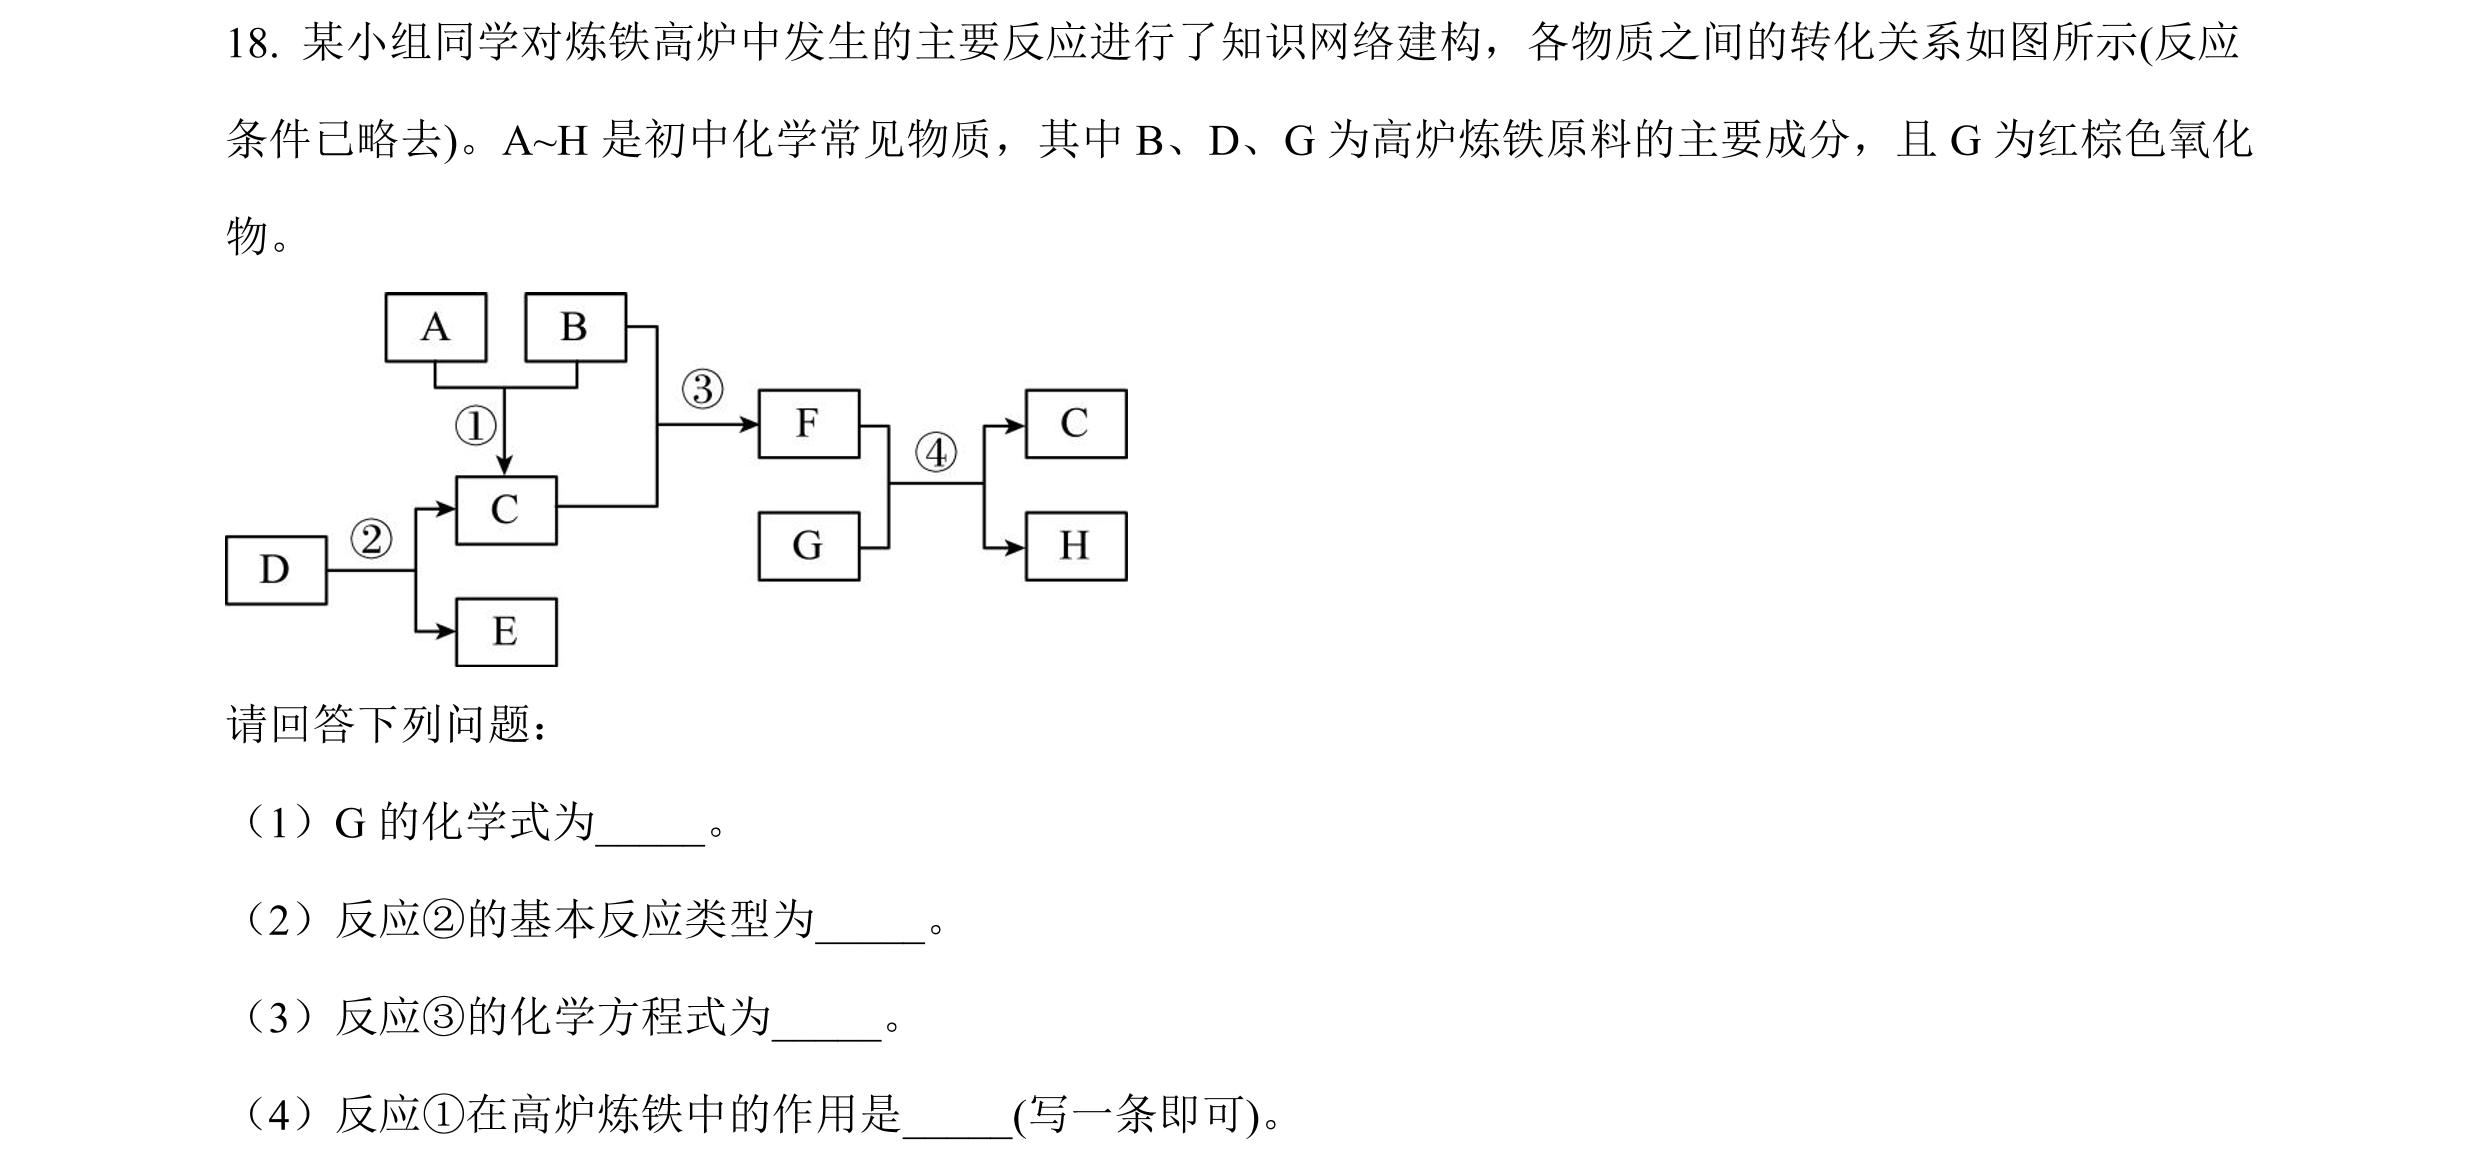 18. 某小组同学对炼铁高炉中发生的主要反应进行了知识网络建构，各物质之间的转化关系如图所示(反应
条件已略去)。A~H 是初中化学常见物质，其中 B、D、G 为高炉炼铁原料的主要成分，且 G 为红棕色氧化
物。
A B
③
F C
①
④
C
G H
②
D
E
请回答下列问题：
（1）G 的化学式为_____。
（2）反应②的基本反应类型为_____。
（3）反应③的化学方程式为_____。
（4）反应①在高炉炼铁中的作用是_____(写一条即可)。